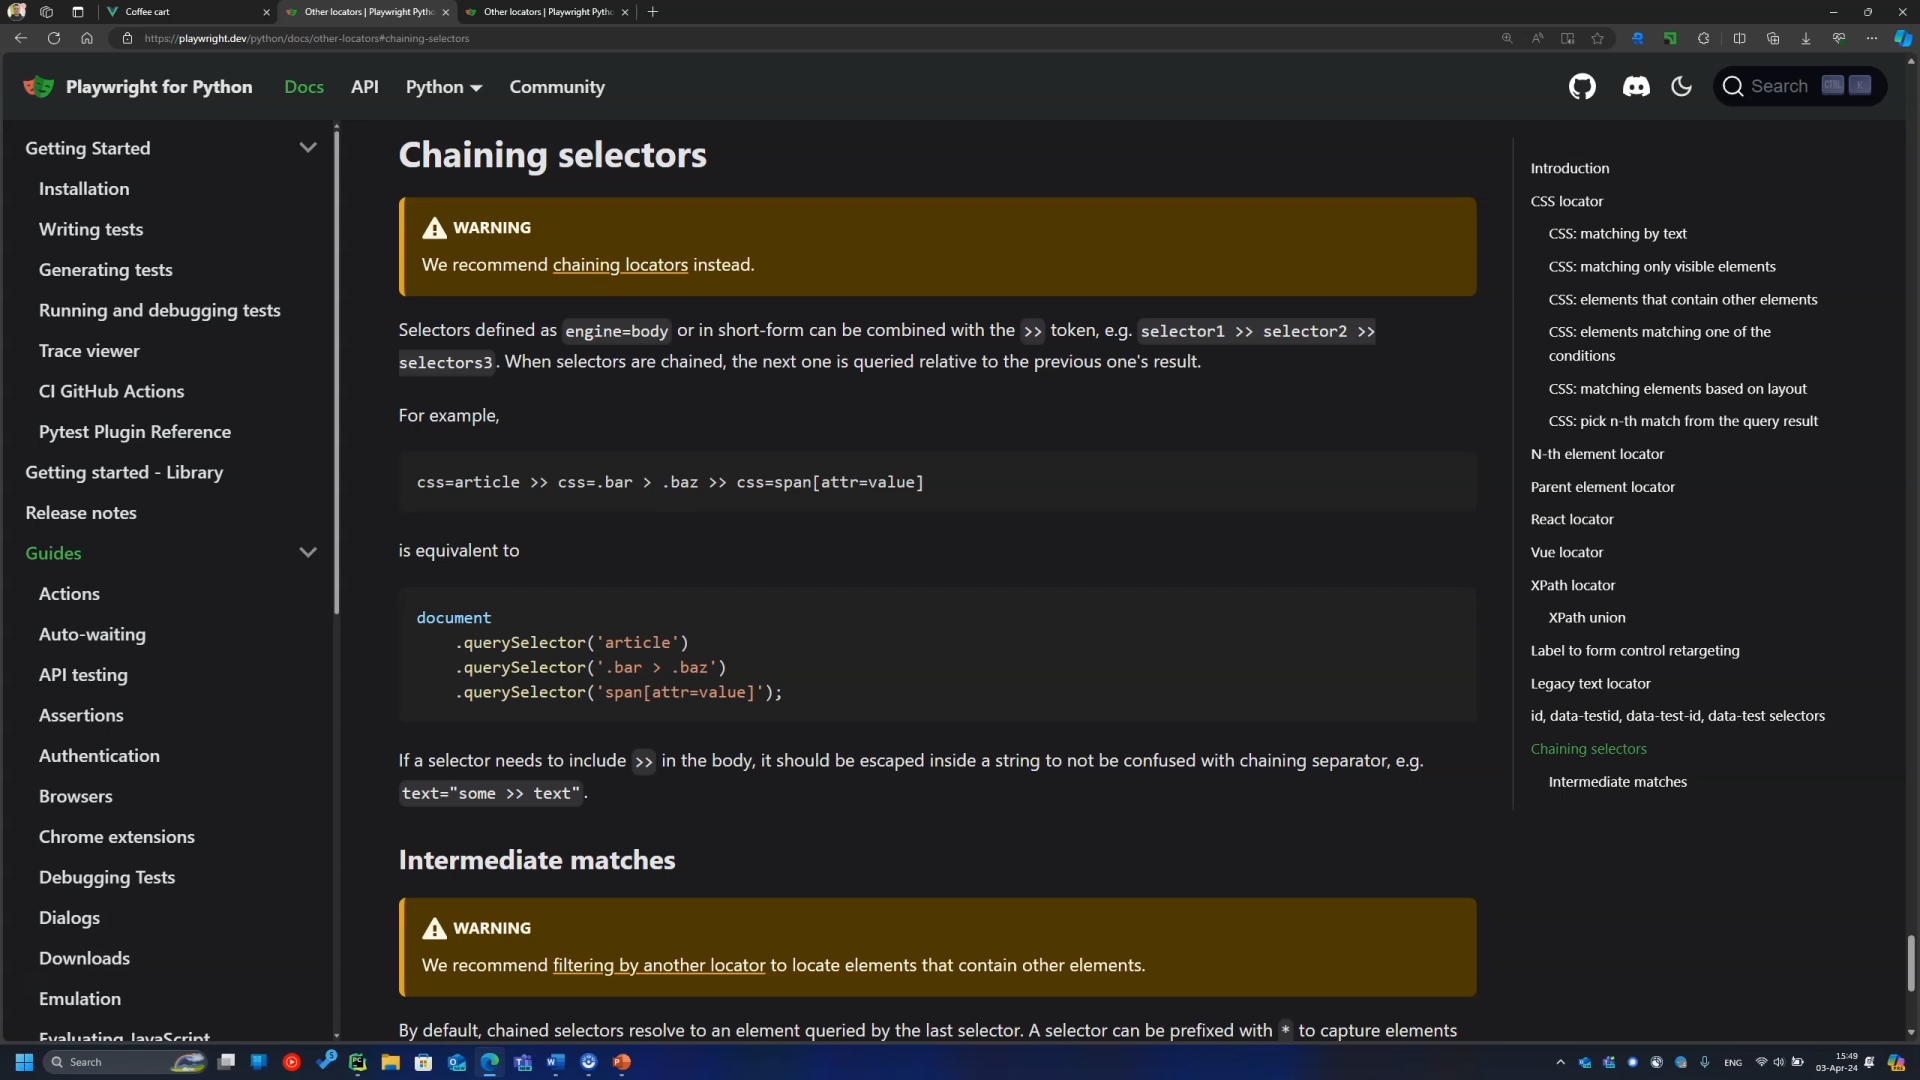 Coffee cart
Other locators | Playwright Pytho
Other locators | Playwright Pytho
https://playwright.dev/python/docs/other-locators#chaining-selectors
Playwright for Python
Docs
API
Python
Community
Search
CTRL
K
Getting Started
Installation
Writing tests
Generating tests
Running and debugging tests
Trace viewer
CI GitHub Actions
Pytest Plugin Reference
Getting started - Library
Release notes
Guides
Actions
Auto-waiting
API testing
Assertions
Authentication
Browsers
Chrome extensions
Debugging Tests
Dialogs
Downloads
Emulation
Evaluating JavaScript
Chaining selectors
WARNING
We recommend chaining locators instead.
Selectors defined as engine=body or in short-form can be combined with the >> token, e.g. selector1 >> selector2 >>
selectors3. When selectors are chained, the next one is queried relative to the previous one's result.
For example,
css=article >> css=.bar > .baz >> css=span[attr=value]
is equivalent to
document
.querySelector('article')
.querySelector('.bar > .baz')
.querySelector('span[attr=value]');
If a selector needs to include >> in the body, it should be escaped inside a string to not be confused with chaining separator, e.g.
text="some >> text".
Intermediate matches
WARNING
We recommend filtering by another locator to locate elements that contain other elements.
By default, chained selectors resolve to an element queried by the last selector. A selector can be prefixed with * to capture elements
Introduction
CSS locator
CSS: matching by text
CSS: matching only visible elements
CSS: elements that contain other elements
CSS: elements matching one of the
conditions
CSS: matching elements based on layout
CSS: pick n-th match from the query result
N-th element locator
Parent element locator
React locator
Vue locator
XPath locator
XPath union
Label to form control retargeting
Legacy text locator
id, data-testid, data-test-id, data-test selectors
Chaining selectors
Intermediate matches
Search
ENG
15:49
03-Apr-24